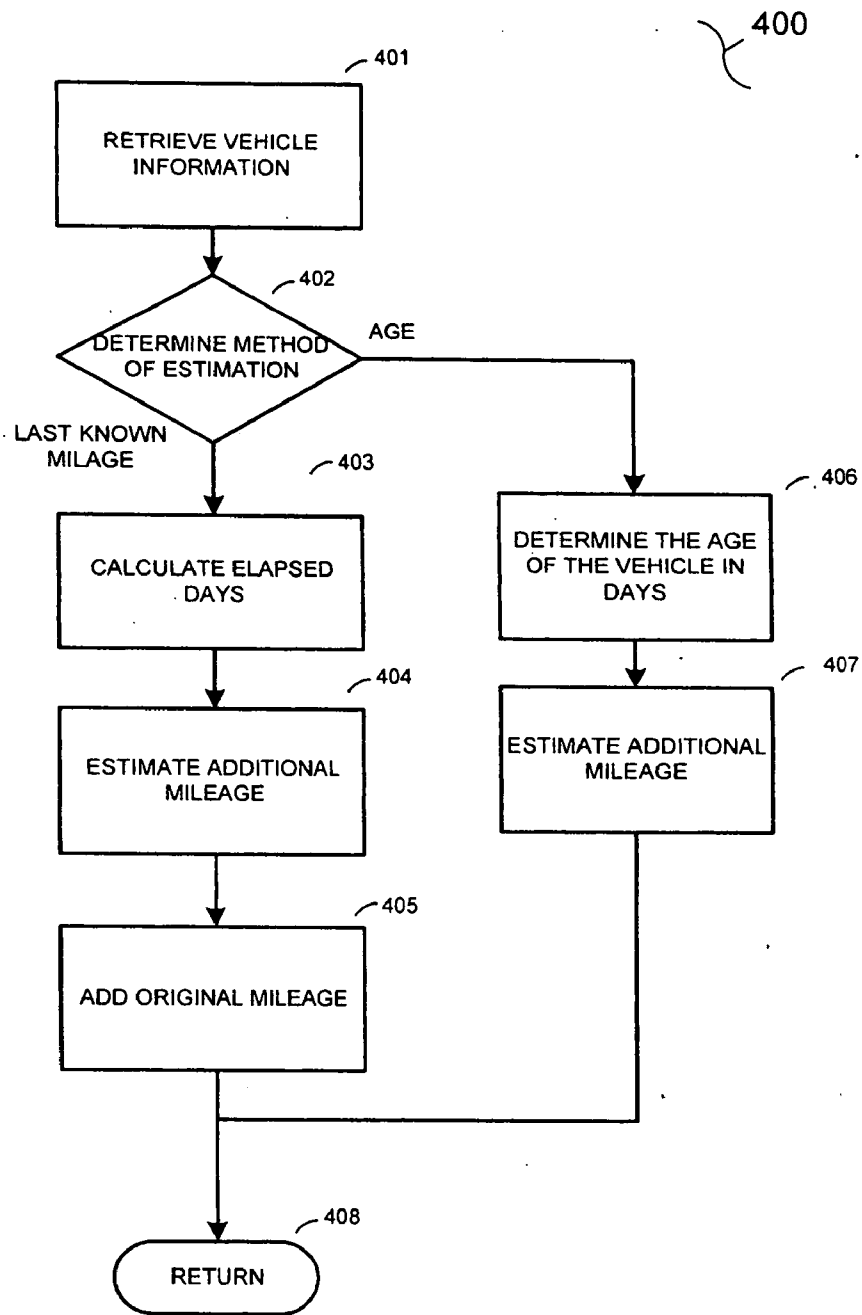 400
401
RETRIEVE VEHICLE
INFORMATION
402
DETERMINE METHOD
OF ESTIMATION
AGE
LAST KNOWN
MILAGE
403
CALCULATE ELAPSED
DAYS
406
DETERMINE THE AGE
OF THE VEHICLE IN
DAYS
404
ESTIMATE ADDITIONAL
MILEAGE
407
ESTIMATE ADDITIONAL
MILEAGE
405
ADD ORIGINAL MILEAGE
408
RETURN